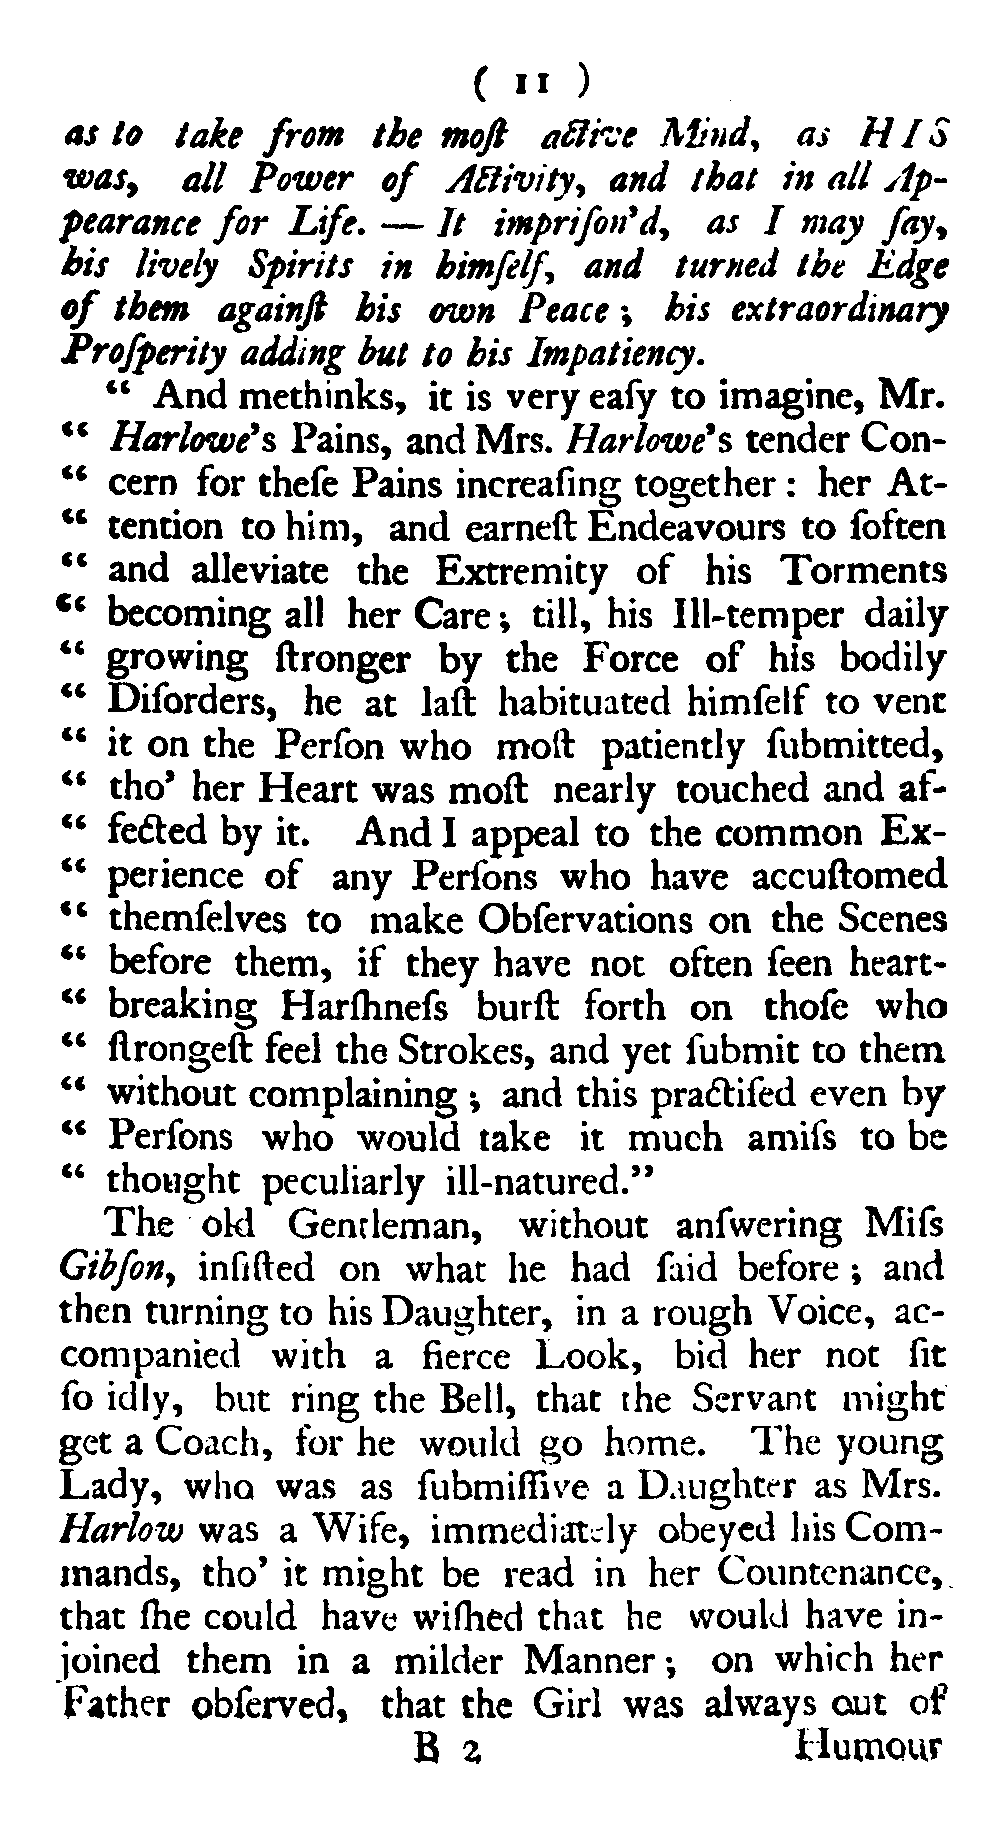 ( 11 )
as to take from the moſt active Mind, as HIS
was, all Power of Activity, and that in all Ap-
pearance for Life. — It impriſon'd, as I may ſay,
his lively Spirits in himſelf, and turned the Edge
of them againſt his own Peace; his extraordinary
Proſperity adding but to his Impatiency.
“ And methinks, it is very eaſy to imagine, Mr.
“ Harlowe's Pains, and Mrs. Harlowe's tender Con-
“ cern for theſe Pains increaſing together: her At-
“ tention to him, and earneſt Endeavours to ſoften
“ and alleviate the Extremity of his Torments
“ becoming all her Care; till, his Ill-temper daily
“ growing ſtronger by the Force of his bodily
“ Diſorders, he at laſt habituated himſelf to vent
“ it on the Perſon who moſt patiently ſubmitted,
“ tho' her Heart was moſt nearly touched and af-
“ fected by it. And I appeal to the common Ex-
“ perience of any Perſons who have accuſtomed
“ themſelves to make Obſervations on the Scenes
“ before them, if they have not often ſeen heart-
“ breaking Harſhneſs burſt forth on thoſe who
“ ſtrongeſt feel the Strokes, and yet ſubmit to them
“ without complaining; and this practiſed even by
“ Perſons who would take it much amiſs to be
“ thought peculiarly ill-natured.”
The old Gentleman, without anſwering Miſs
Gibſon, inſiſted on what he had ſaid before; and
then turning to his Daughter, in a rough Voice, ac-
companied with a fierce Look, bid her not ſit
ſo idly, but ring the Bell, that the Servant might
get a Coach, for he would go home. The young
Lady, who was as ſubmiſſive a Daughter as Mrs.
Harlow was a Wife, immediately obeyed his Com-
mands, tho' it might be read in her Countenance,
that ſhe could have wiſhed that he would have in-
joined them in a milder Manner; on which her
Father obſerved, that the Girl was always out of
B 2 Humour